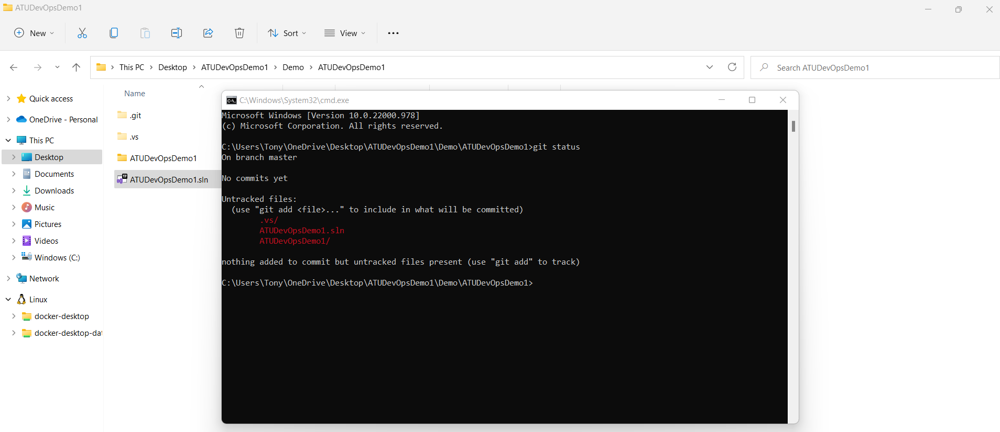 ATUDevOpsDemo1
New
Sort
View
This PC > Desktop > ATUDevOpsDemo1 > Demo > ATUDevOpsDemo1
Search ATUDevOpsDemo1
Quick access
OneDrive - Personal
This PC
Desktop
Documents
Downloads
Music
Pictures
Videos
Windows (C:)
Network
Linux
docker-desktop
docker-desktop-dat
Name
.git
.vs
ATUDevOpsDemo1
ATUDevOpsDemo1.sln
C:\Windows\System32\cmd.exe
Microsoft Windows [Version 10.0.22000.978]
(c) Microsoft Corporation. All rights reserved.
C:\Users\Tony\OneDrive\Desktop\ATUDevOpsDemo1\Demo\ATUDevOpsDemo1>git status
On branch master
No commits yet
Untracked files:
(use "git add <file>..." to include in what will be committed)
.vs/
ATUDevOpsDemo1.sln
ATUDevOpsDemo1/
nothing added to commit but untracked files present (use "git add" to track)
C:\Users\Tony\OneDrive\Desktop\ATUDevOpsDemo1\Demo\ATUDevOpsDemo1>